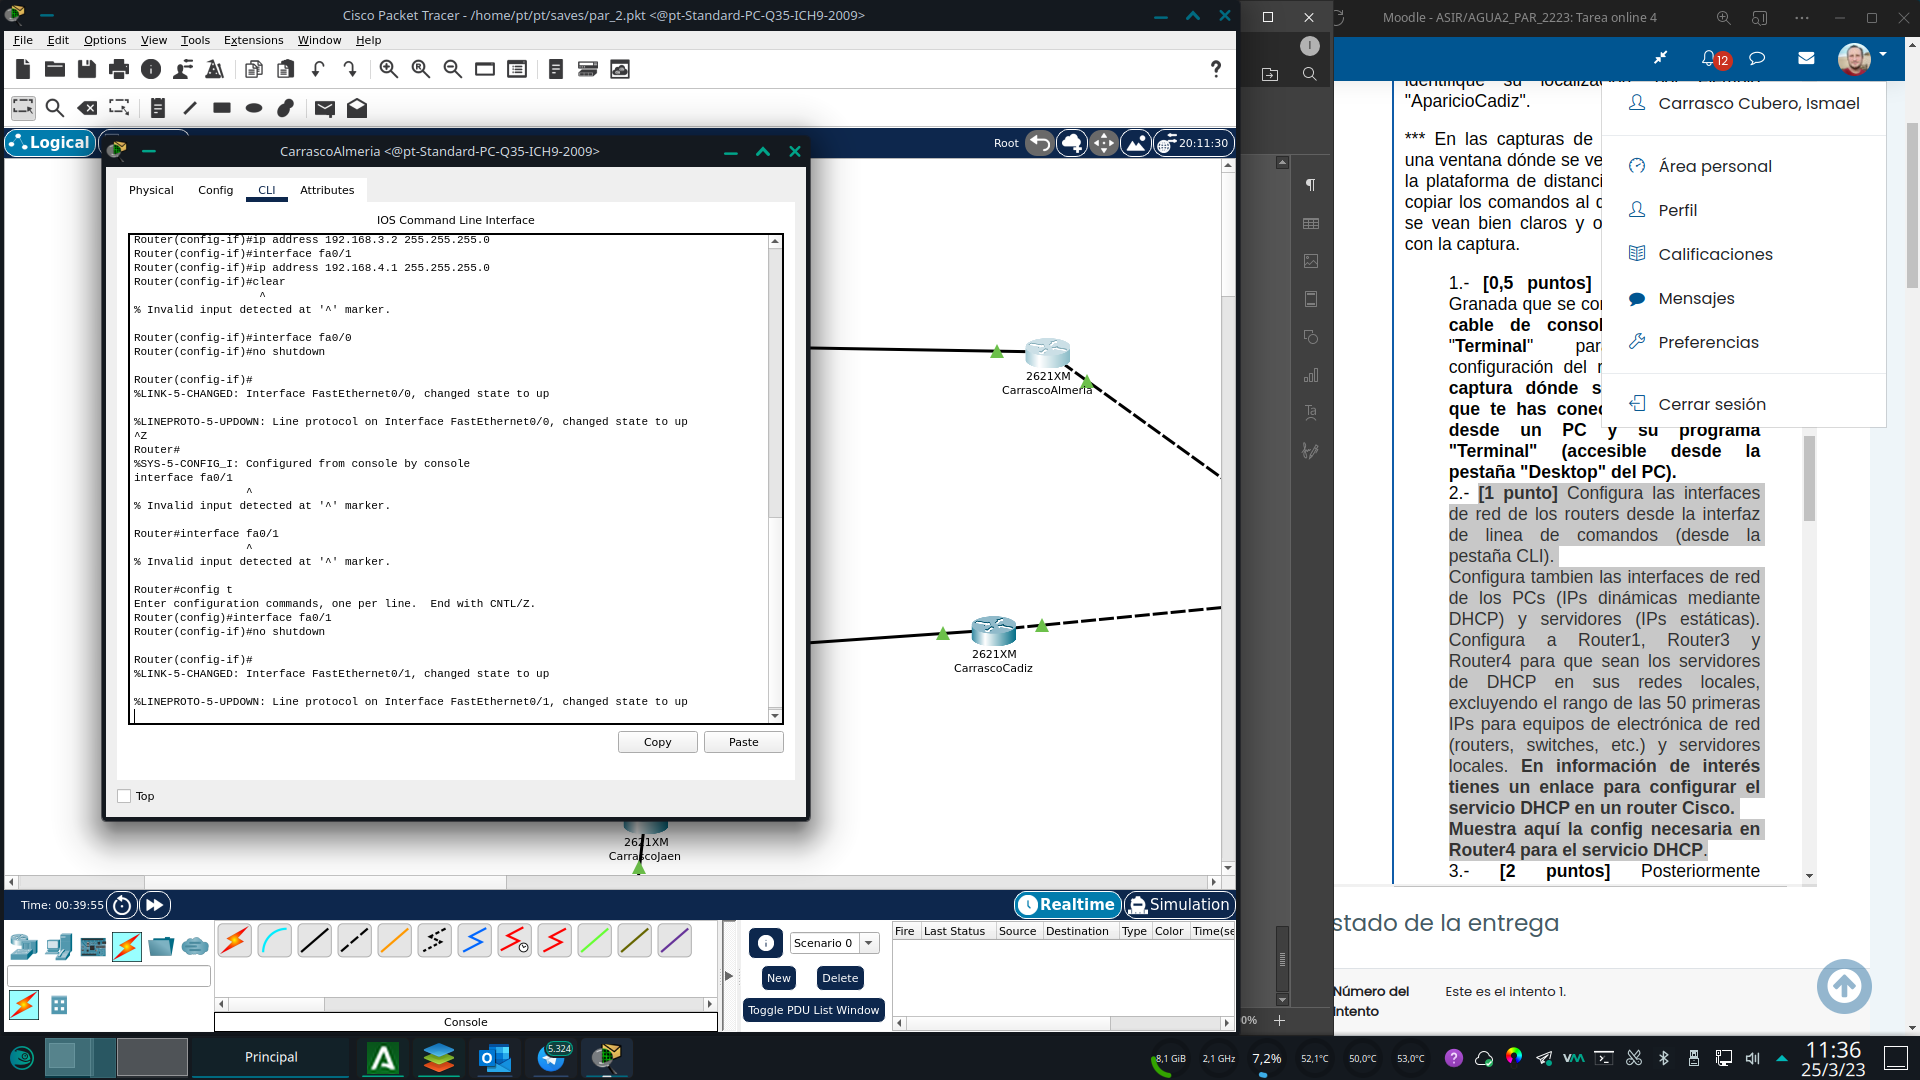 Cisco Packet Tracer - /home/pt/pt/saves/par_2.pkt <@pt-Standard-PC-Q35-ICH9-2009>
File Edit Options View Tools Extensions Window Help
Logical
Root
20:11:30
CarrascoAlmeria <@pt-Standard-PC-Q35-ICH9-2009>
Physical Config CLI Attributes
IOS Command Line Interface
Router(config-if)#ip address 192.168.3.2 255.255.255.0
Router(config-if)#interface fa0/1
Router(config-if)#ip address 192.168.4.1 255.255.255.0
Router(config-if)#clear
^
% Invalid input detected at '^' marker.
Router(config-if)#interface fa0/0
Router(config-if)#no shutdown
Router(config-if)#
%LINK-5-CHANGED: Interface FastEthernet0/0, changed state to up
%LINEPROTO-5-UPDOWN: Line protocol on Interface FastEthernet0/0, changed state to up
^Z
Router#
%SYS-5-CONFIG_I: Configured from console by console
interface fa0/1
^
% Invalid input detected at '^' marker.
Router#interface fa0/1
^
% Invalid input detected at '^' marker.
Router#config t
Enter configuration commands, one per line.  End with CNTL/Z.
Router(config)#interface fa0/1
Router(config-if)#no shutdown
Router(config-if)#
%LINK-5-CHANGED: Interface FastEthernet0/1, changed state to up
%LINEPROTO-5-UPDOWN: Line protocol on Interface FastEthernet0/1, changed state to up
Copy Paste
Top
2621XM
CarrascoAlmeria
2621XM
CarrascoCadiz
2621XM
CarrascoJaen
Time: 00:39:55
Realtime Simulation
Scenario 0
New Delete
Toggle PDU List Window
Fire Last Status Source Destination Type Color Time(se
Console
0%
Moodle - ASIR/AGUA2_PAR_2223: Tarea online 4
12
"AparicioCadiz".
*** En las capturas de
una ventana dónde se ve
la plataforma de distanci
copiar los comandos al d
se vean bien claros y o
con la captura.
Carrasco Cubero, Ismael
Área personal
Perfil
Calificaciones
Mensajes
Preferencias
Cerrar sesión
1.- [0,5 puntos]
Granada que se co
cable de consol
"Terminal" par
configuración del r
captura dónde s
que te has conec
desde un PC y su programa
"Terminal" (accesible desde la
pestaña "Desktop" del PC).
2.- [1 punto] Configura las interfaces
de red de los routers desde la interfaz
de linea de comandos (desde la
pestaña CLI).
Configura tambien las interfaces de red
de los PCs (IPs dinámicas mediante
DHCP) y servidores (IPs estáticas).
Configura a Router1, Router3 y
Router4 para que sean los servidores
de DHCP en sus redes locales,
excluyendo el rango de las 50 primeras
IPs para equipos de electrónica de red
(routers, switches, etc.) y servidores
locales. En información de interés
tienes un enlace para configurar el
servicio DHCP en un router Cisco.
Muestra aquí la config necesaria en
Router4 para el servicio DHCP.
3.- [2 puntos] Posteriormente
stado de la entrega
Número del
intento
Este es el intento 1.
Principal
5.324
8,1 GiB
2,1 GHz
7,2%
52,1°C
50,0°C
53,0°C
11:36
25/3/23